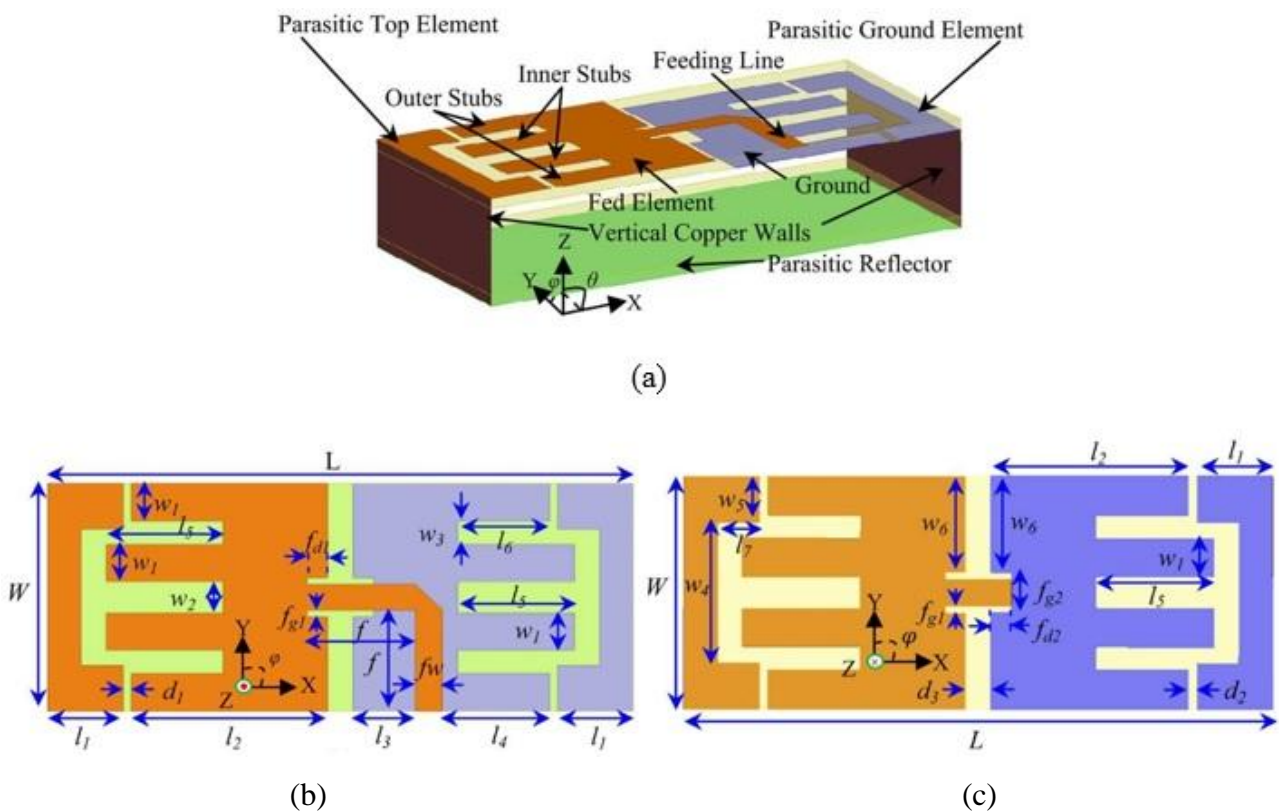 Parasitic Top Element
Parasitic Ground Element
Inner Stubs
Feeding Line
Outer Stubs
Ground
Fed Element
Vertical Copper Walls
Z
Parasitic Reflector
Y φ θ
X
(a)
L
w1
l5
w3
l6
fd1
w1
W
w2
l5
fg1
f
w1
Y
φ
f
fw
Z
X
d1
l1
l2
l3
l4
l1
l2
l1
w5
w6
w6
l7
w1
W
w4
l5
fg2
fg1
Y
φ
fd2
Z
X
d3
d2
L
(b)
(c)